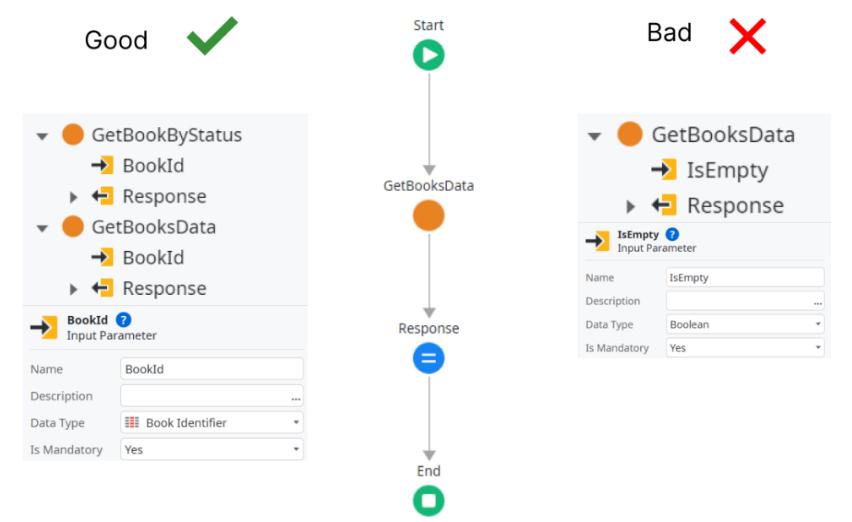 Good
GetBookByStatus
BookId
Response
GetBooksData
BookId
Response
BookId ?
Input Parameter
Name BookId
Description ...
Data Type Book Identifier
Is Mandatory Yes
Start
GetBooksData
Response
End
Bad
GetBooksData
IsEmpty
Response
IsEmpty ?
Input Parameter
Name IsEmpty
Description ...
Data Type Boolean
Is Mandatory Yes